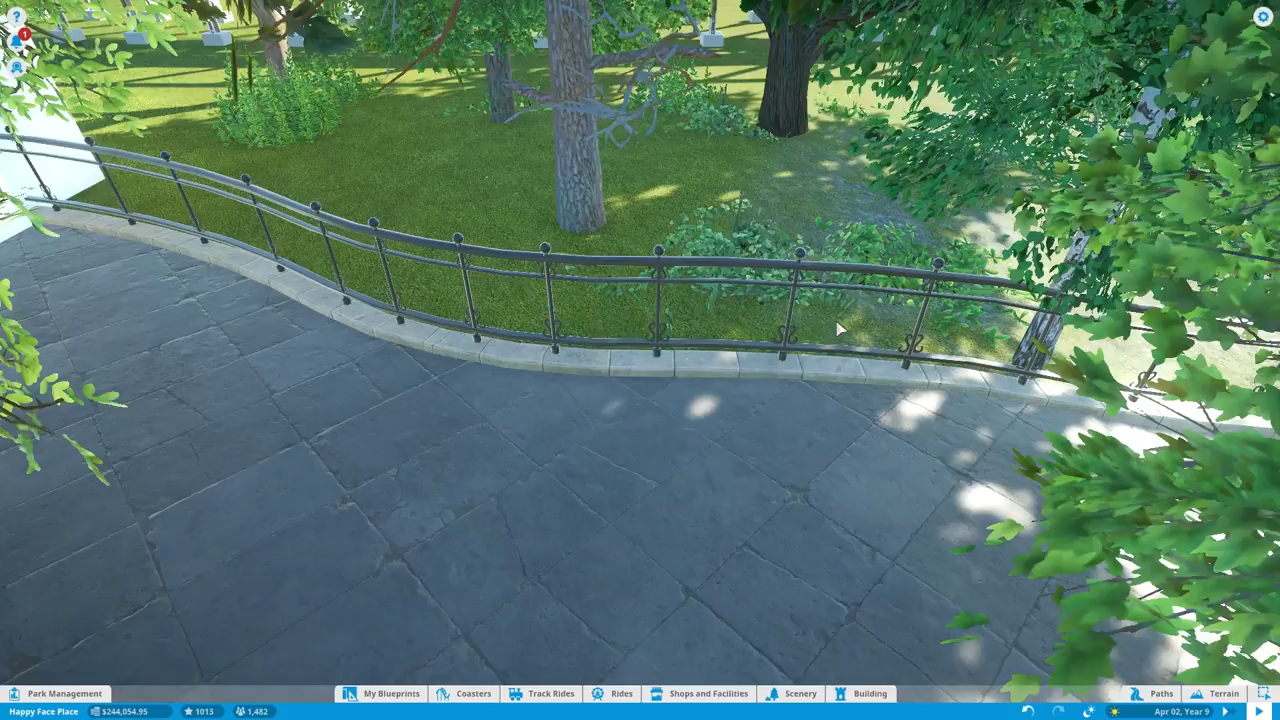 ?
1
Park Management
My Blueprints
Coasters
Track Rides
Rides
Shops and Facilities
Scenery
Building
Paths
Terrain
Happy Face Place
$244,054.95
1013
1,482
Apr 02, Year 9